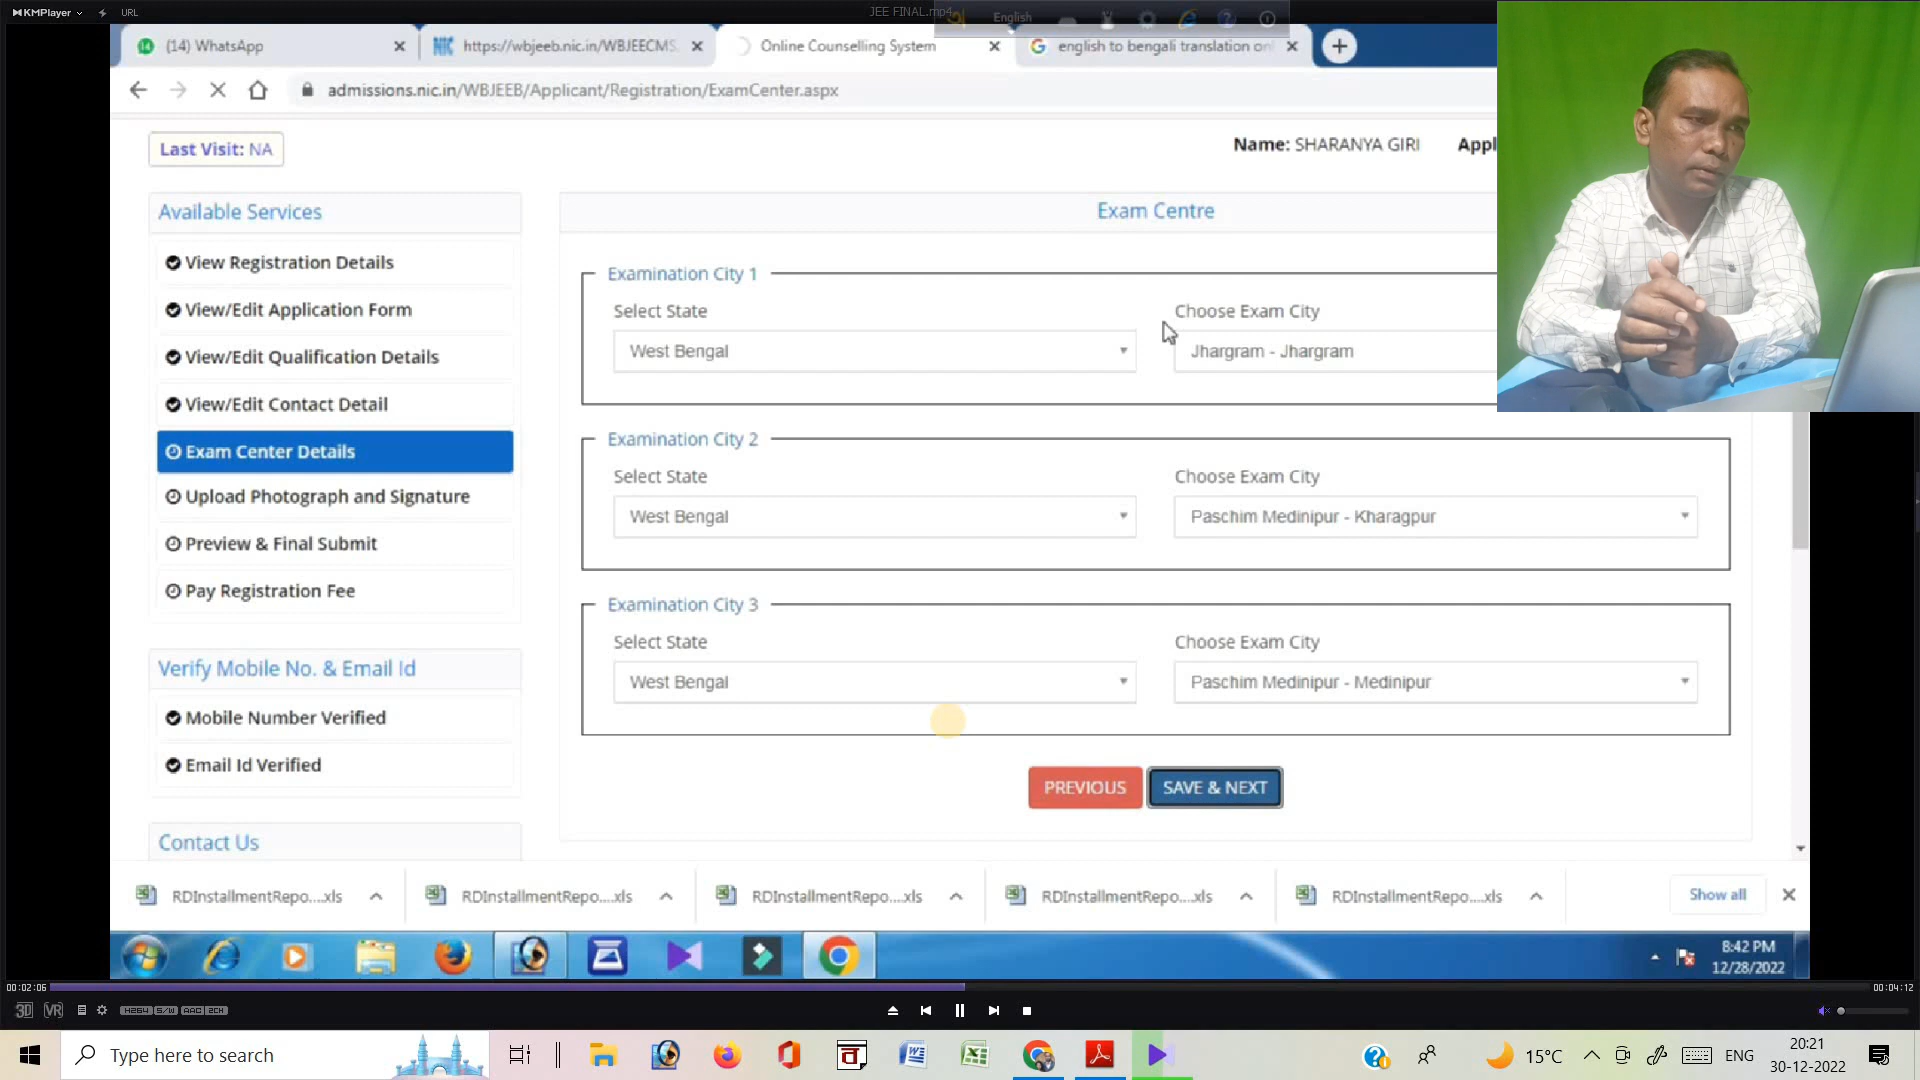 KMPlayer
URL
JEE FINAL.mp4
English
(14) WhatsApp
https://wbjeeb.nic.in/WBJEECMS
Online Counselling System
english to bengali translation onl
admissions.nic.in/WBJEEB/Applicant/Registration/ExamCenter.aspx
Last Visit: NA
Name: SHARANYA GIRI
Appl
Available Services
View Registration Details
View/Edit Application Form
View/Edit Qualification Details
View/Edit Contact Detail
Exam Center Details
Upload Photograph and Signature
Preview & Final Submit
Pay Registration Fee
Verify Mobile No. & Email Id
Mobile Number Verified
Email Id Verified
Contact Us
Exam Centre
Examination City 1
Select State
Choose Exam City
West Bengal
Jhargram - Jhargram
Examination City 2
Select State
Choose Exam City
West Bengal
Paschim Medinipur - Kharagpur
Examination City 3
Select State
Choose Exam City
West Bengal
Paschim Medinipur - Medinipur
PREVIOUS
SAVE & NEXT
RDInstallmentRepo....xls
RDInstallmentRepo....xls
RDInstallmentRepo....xls
RDInstallmentRepo....xls
RDInstallmentRepo....xls
Show all
8:42 PM
12/28/2022
00:02:06
00:04:12
3D
VR
H264
S/W
AAC
2CH
Type here to search
15°C
ENG
20:21
30-12-2022